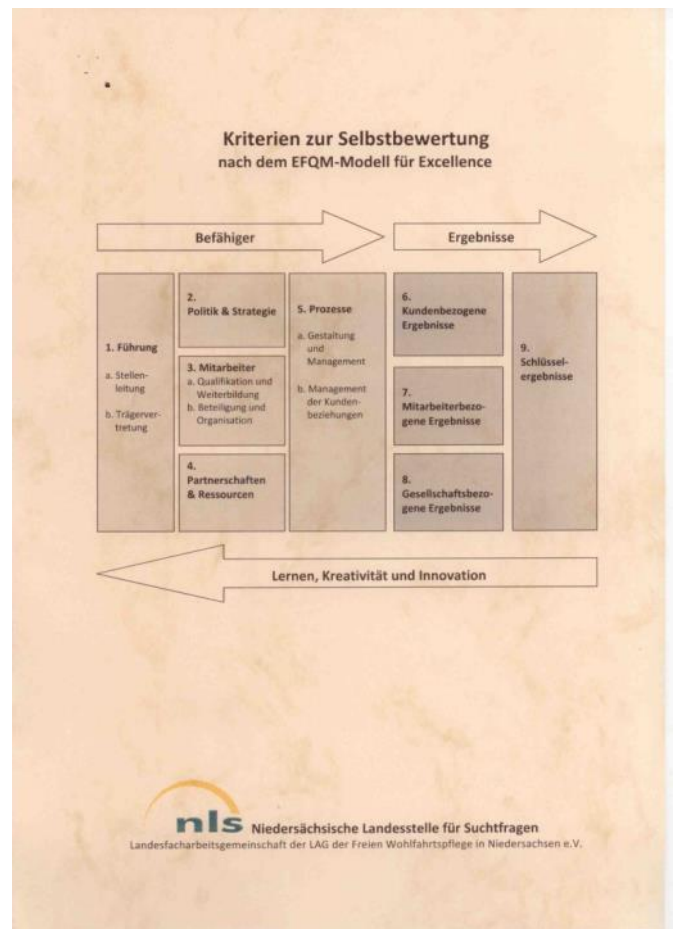 Kriterien zur Selbstbewertung
nach dem EFQM-Modell für Excellence
Befähiger
Ergebnisse
1. Führung
a. Stellen-
leitung
b. Trägerver-
tretung
2.
Politik & Strategie
3. Mitarbeiter
a. Qualifikation und
Weiterbildung
b. Beteiligung und
Organisation
4.
Partnerschaften
& Ressourcen
5. Prozesse
a. Gestaltung
und
Management
b. Management
der Kunden-
beziehungen
6.
Kundenbezogene
Ergebnisse
7.
Mitarbeiterbezo-
gene Ergebnisse
8.
Gesellschaftsbezo-
gene Ergebnisse
9.
Schlüssel-
ergebnisse
Lernen, Kreativität und Innovation
nls Niedersächsische Landesstelle für Suchtfragen
Landesfacharbeitsgemeinschaft der LAG der Freien Wohlfahrtspflege in Niedersachsen e.V.